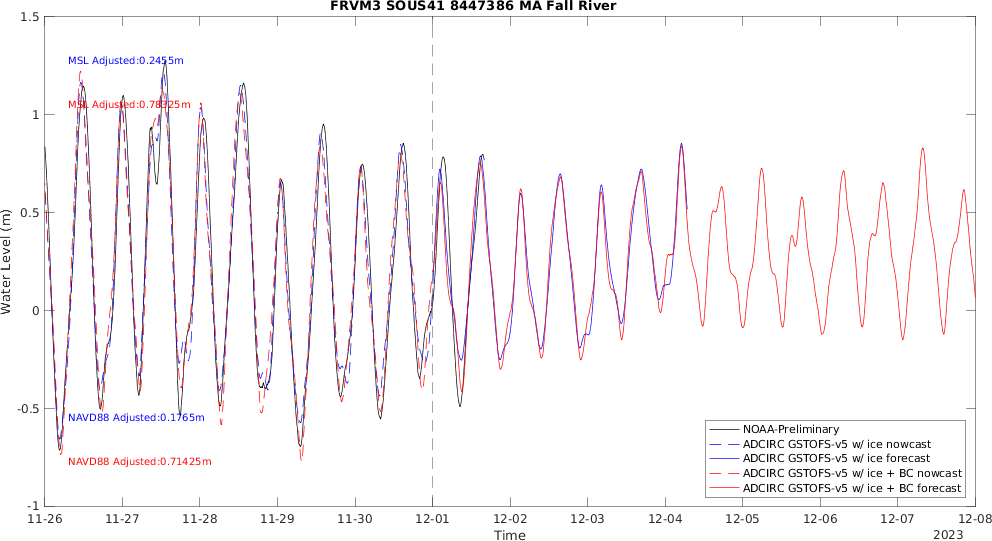 FRVM3 SOUS41 8447386 MA Fall River
1.5
1
0.5
0
-0.5
-1
Water Level (m)
MSL Adjusted:0.2455m
MSL Adjusted:0.78325m
NAVD88 Adjusted:0.1765m
NAVD88 Adjusted:0.71425m
NOAA-Preliminary
ADCIRC GSTOFS-v5 w/ ice nowcast
ADCIRC GSTOFS-v5 w/ ice forecast
ADCIRC GSTOFS-v5 w/ ice + BC nowcast
ADCIRC GSTOFS-v5 w/ ice + BC forecast
11-26 11-27 11-28 11-29 11-30 12-01 12-02 12-03 12-04 12-05 12-06 12-07 12-08
Time
2023